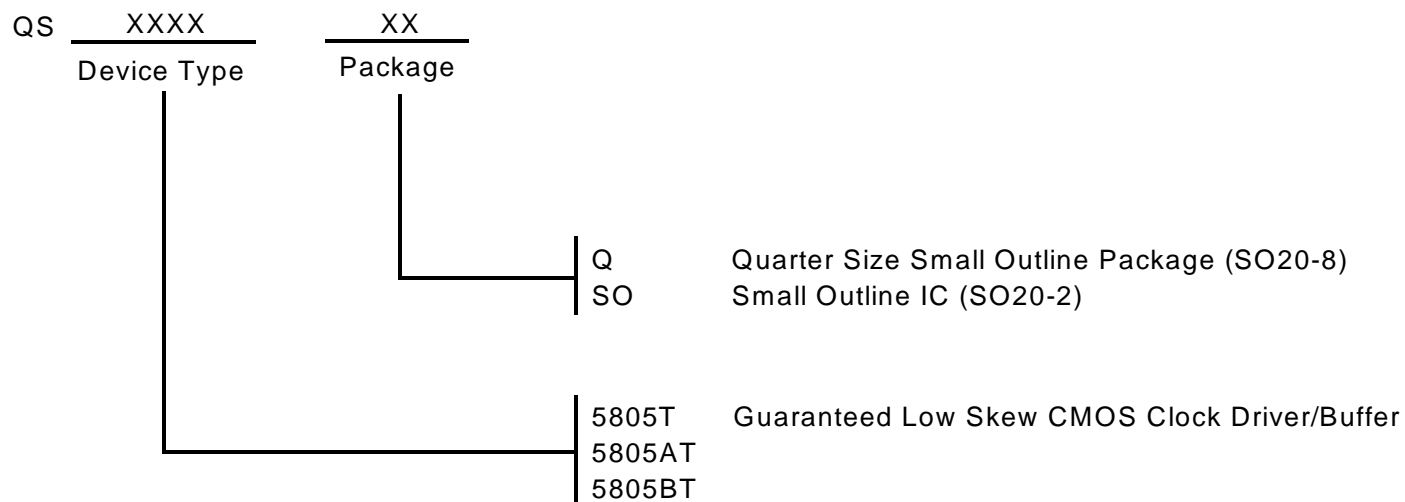 QS XXXX XX
Device Type Package
Q Quarter Size Small Outline Package (SO20-8)
SO Small Outline IC (SO20-2)
5805T Guaranteed Low Skew CMOS Clock Driver/Buffer
5805AT
5805BT